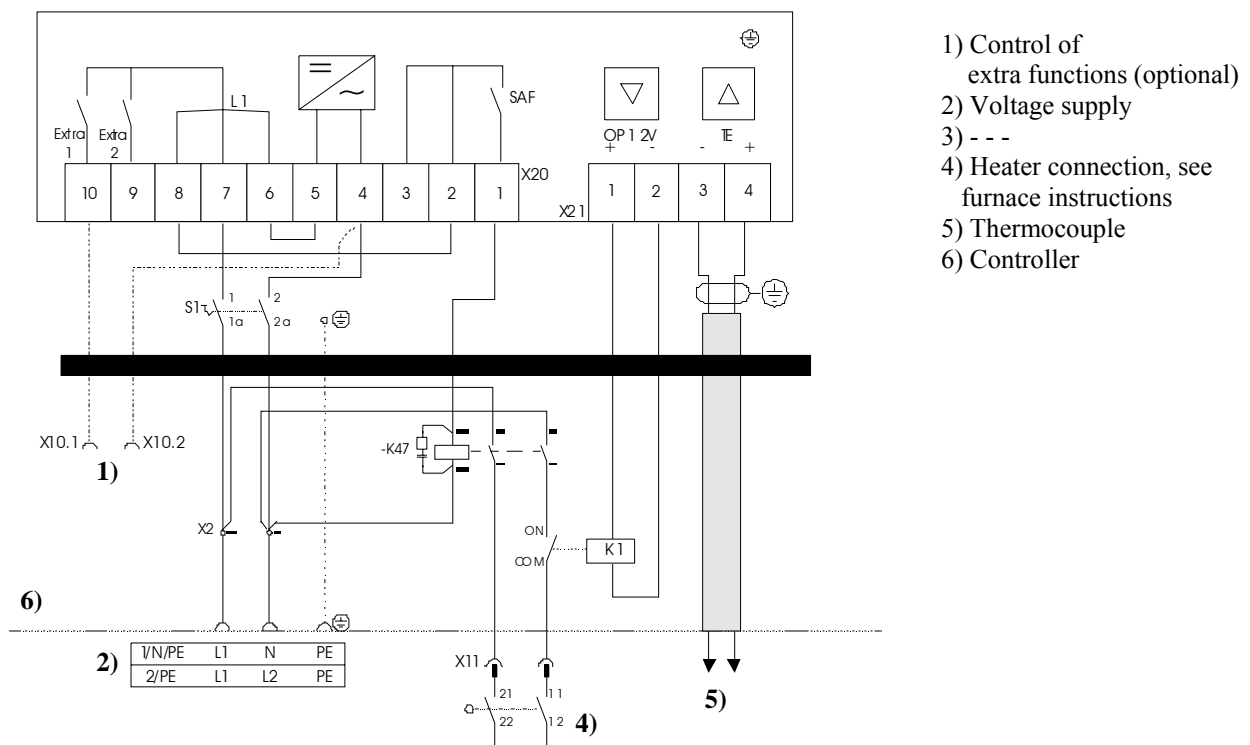 1) Control of
extra functions (optional)
2) Voltage supply
3) - - -
4) Heater connection, see
furnace instructions
5) Thermocouple
6) Controller
L1
SAF
Extra
1
Extra
2
OP1 2V
+ -
TE
- +
X20
10 9 8 7 6 5 4 3 2 1
X21
1 2 3 4
S1
1 2
1a 2a
X10.1 X10.2
1)
-K47
X2
ON
COM
K1
6)
2)
1/N/PE L1 N PE
2/PE L1 L2 PE
X11
21 11
22 12
4)
5)